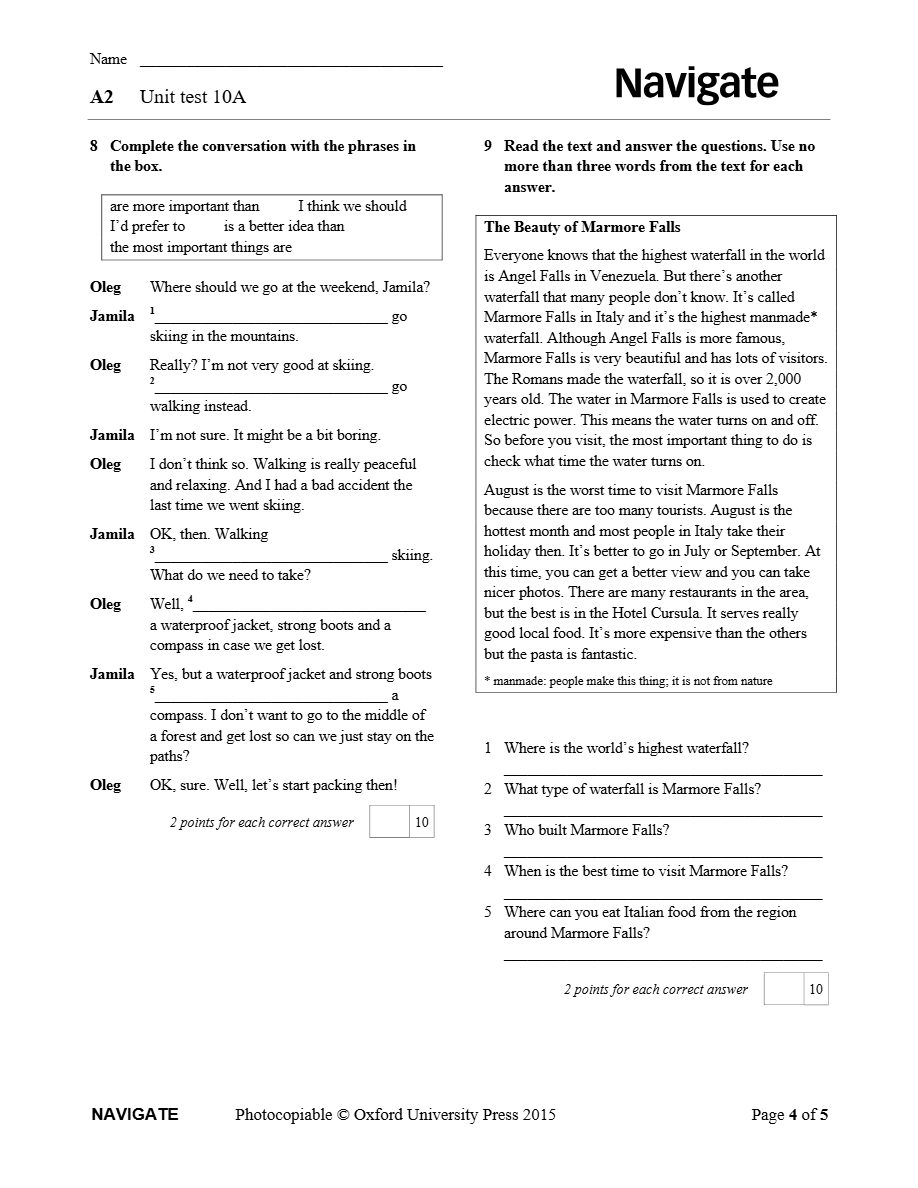 Name ________________________________________
Navigate
A2 Unit test 10A
8 Complete the conversation with the phrases in
the box.
are more important than I think we should
I’d prefer to is a better idea than
the most important things are
Oleg Where should we go at the weekend, Jamila?
Jamila 1______________________________ go
skiing in the mountains.
Oleg Really? I’m not very good at skiing.
2______________________________ go
walking instead.
Jamila I’m not sure. It might be a bit boring.
Oleg I don’t think so. Walking is really peaceful
and relaxing. And I had a bad accident the
last time we went skiing.
Jamila OK, then. Walking
3______________________________ skiing.
What do we need to take?
Oleg Well, 4______________________________
a waterproof jacket, strong boots and a
compass in case we get lost.
Jamila Yes, but a waterproof jacket and strong boots
5______________________________ a
compass. I don’t want to go to the middle of
a forest and get lost so can we just stay on the
paths?
Oleg OK, sure. Well, let’s start packing then!
2 points for each correct answer 10
9 Read the text and answer the questions. Use no
more than three words from the text for each
answer.
The Beauty of Marmore Falls
Everyone knows that the highest waterfall in the world
is Angel Falls in Venezuela. But there’s another
waterfall that many people don’t know. It’s called
Marmore Falls in Italy and it’s the highest manmade*
waterfall. Although Angel Falls is more famous,
Marmore Falls is very beautiful and has lots of visitors.
The Romans made the waterfall, so it is over 2,000
years old. The water in Marmore Falls is used to create
electric power. This means the water turns on and off.
So before you visit, the most important thing to do is
check what time the water turns on.
August is the worst time to visit Marmore Falls
because there are too many tourists. August is the
hottest month and most people in Italy take their
holiday then. It’s better to go in July or September. At
this time, you can get a better view and you can take
nicer photos. There are many restaurants in the area,
but the best is in the Hotel Cursula. It serves really
good local food. It’s more expensive than the others
but the pasta is fantastic.
* manmade: people make this thing; it is not from nature
1 Where is the world’s highest waterfall?
________________________________________
2 What type of waterfall is Marmore Falls?
________________________________________
3 Who built Marmore Falls?
________________________________________
4 When is the best time to visit Marmore Falls?
________________________________________
5 Where can you eat Italian food from the region
around Marmore Falls?
________________________________________
2 points for each correct answer 10
NAVIGATE Photocopiable © Oxford University Press 2015 Page 4 of 5